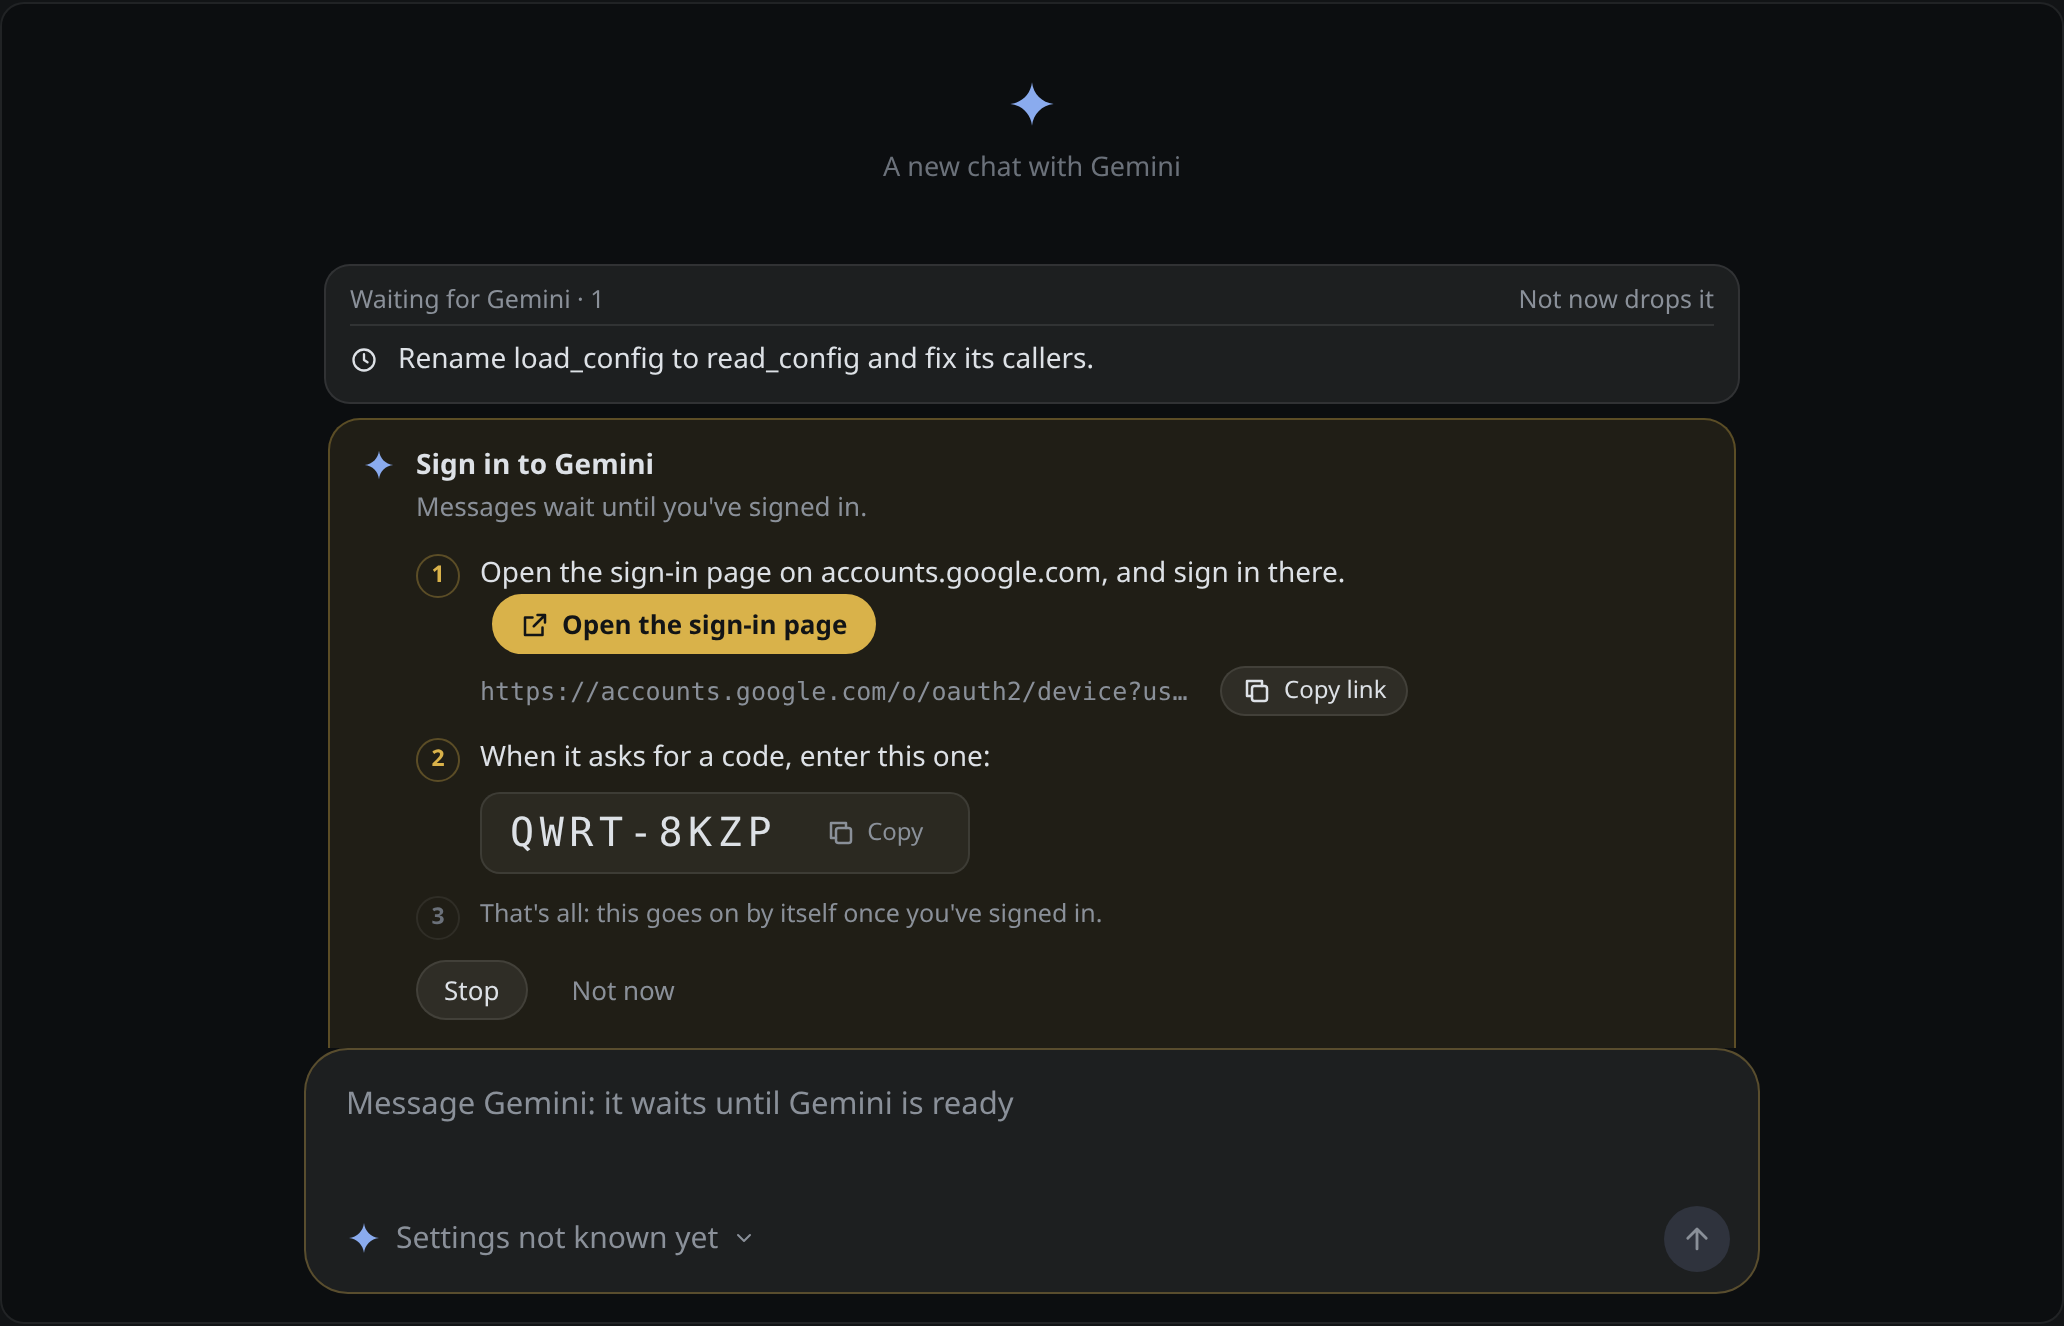 A new chat with Gemini
Waiting for Gemini · 1
Not now drops it
Rename load_config to read_config and fix its callers.
Sign in to Gemini
Messages wait until you've signed in.
1 Open the sign-in page on accounts.google.com, and sign in there.
Open the sign-in page
https://accounts.google.com/o/oauth2/device?us…
Copy link
2 When it asks for a code, enter this one:
QWRT-8KZP
Copy
3 That's all: this goes on by itself once you've signed in.
Stop
Not now
Message Gemini: it waits until Gemini is ready
Settings not known yet